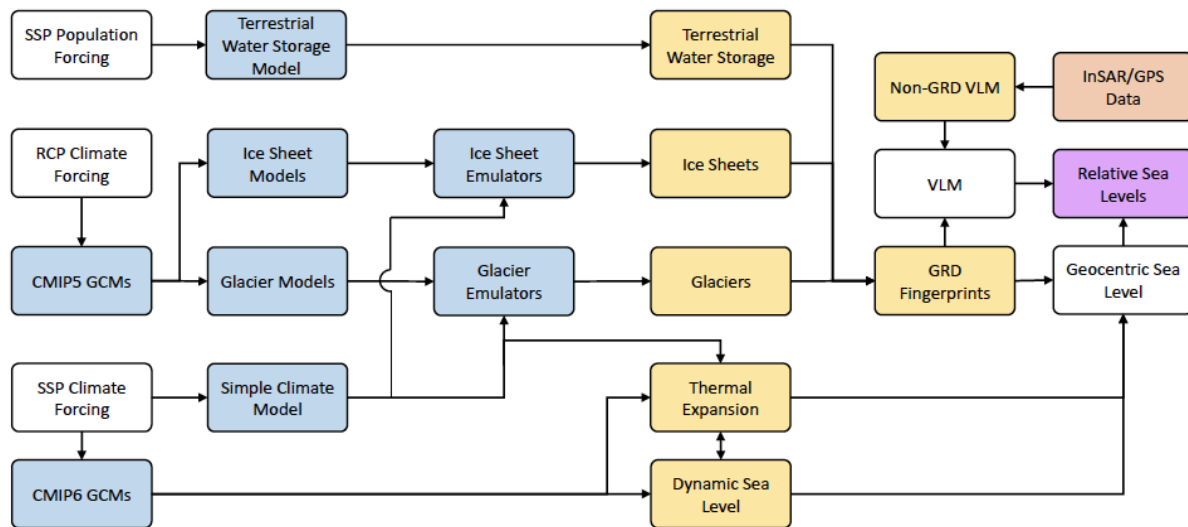 SSP Population
Forcing
Terrestrial
Water Storage
Model
Terrestrial
Water Storage
Non-GRD VLM
InSAR/GPS
Data
RCP Climate
Forcing
Ice Sheet
Models
Ice Sheet
Emulators
Ice Sheets
VLM
Relative Sea
Levels
CMIP5 GCMs
Glacier Models
Glacier
Emulators
Glaciers
GRD
Fingerprints
Geocentric Sea
Level
SSP Climate
Forcing
Simple Climate
Model
Thermal
Expansion
CMIP6 GCMs
Dynamic Sea
Level